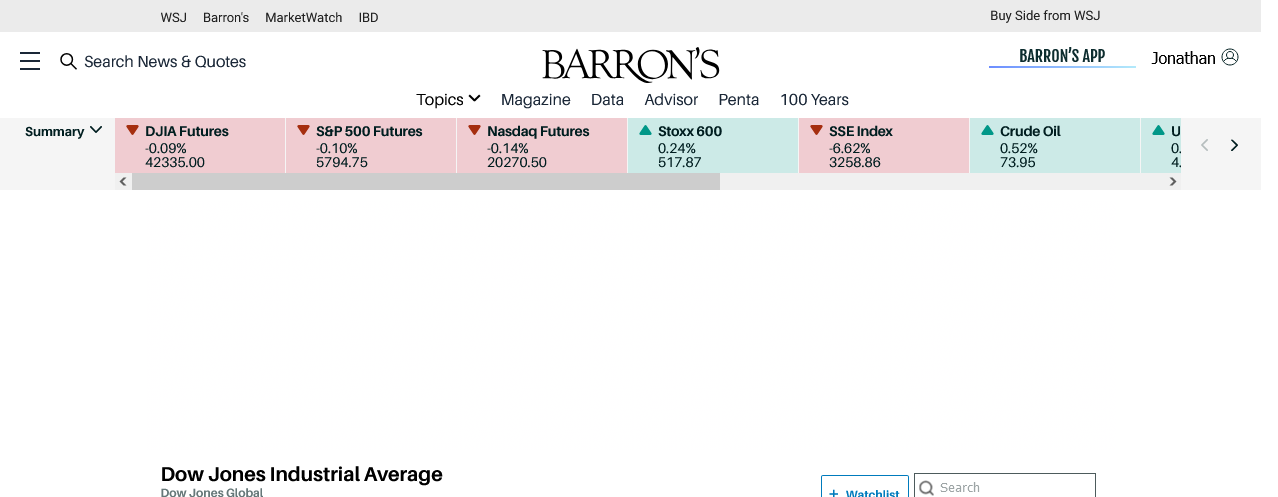 WSJ Barron's MarketWatch IBD Buy Side from WSJ
Search News & Quotes BARRON'S BARRON'S APP Jonathan
Topics Magazine Data Advisor Penta 100 Years
Summary DJIA Futures S&P 500 Futures Nasdaq Futures Stoxx 600 SSE Index Crude Oil U
-0.09% -0.10% -0.14% 0.24% -6.62% 0.52% 0.
42335.00 5794.75 20270.50 517.87 3258.86 73.95 4.
Dow Jones Industrial Average
Dow Jones Global + Watchlist Search